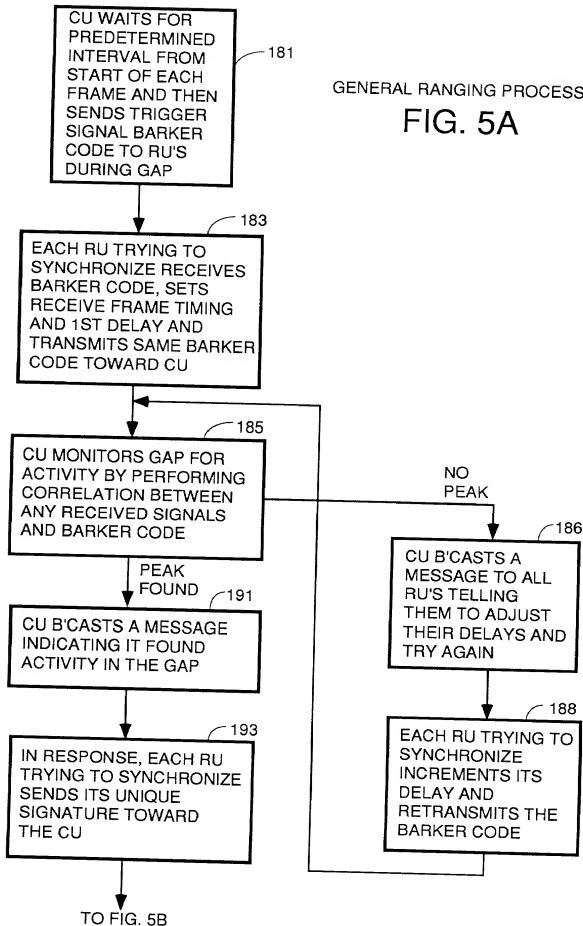 CU WAITS FOR
PREDETERMINED
INTERVAL FROM
START OF EACH
FRAME AND THEN
SENDS TRIGGER
SIGNAL BARKER
CODE TO RU'S
DURING GAP
181
GENERAL RANGING PROCESS
FIG. 5A
183
EACH RU TRYING TO
SYNCHRONIZE RECEIVES
BARKER CODE, SETS
RECEIVE FRAME TIMING
AND 1ST DELAY AND
TRANSMITS SAME BARKER
CODE TOWARD CU
185
CU MONITORS GAP FOR
ACTIVITY BY PERFORMING
CORRELATION BETWEEN
ANY RECEIVED SIGNALS
AND BARKER CODE
NO
PEAK
186
CU B'CASTS A
MESSAGE TO ALL
RU'S TELLING
THEM TO ADJUST
THEIR DELAYS AND
TRY AGAIN
188
EACH RU TRYING TO
SYNCHRONIZE
INCREMENTS ITS
DELAY AND
RETRANSMITS THE
BARKER CODE
PEAK
FOUND
191
CU B'CASTS A MESSAGE
INDICATING IT FOUND
ACTIVITY IN THE GAP
193
IN RESPONSE, EACH RU
TRYING TO SYNCHRONIZE
SENDS ITS UNIQUE
SIGNATURE TOWARD
THE CU
TO FIG. 5B